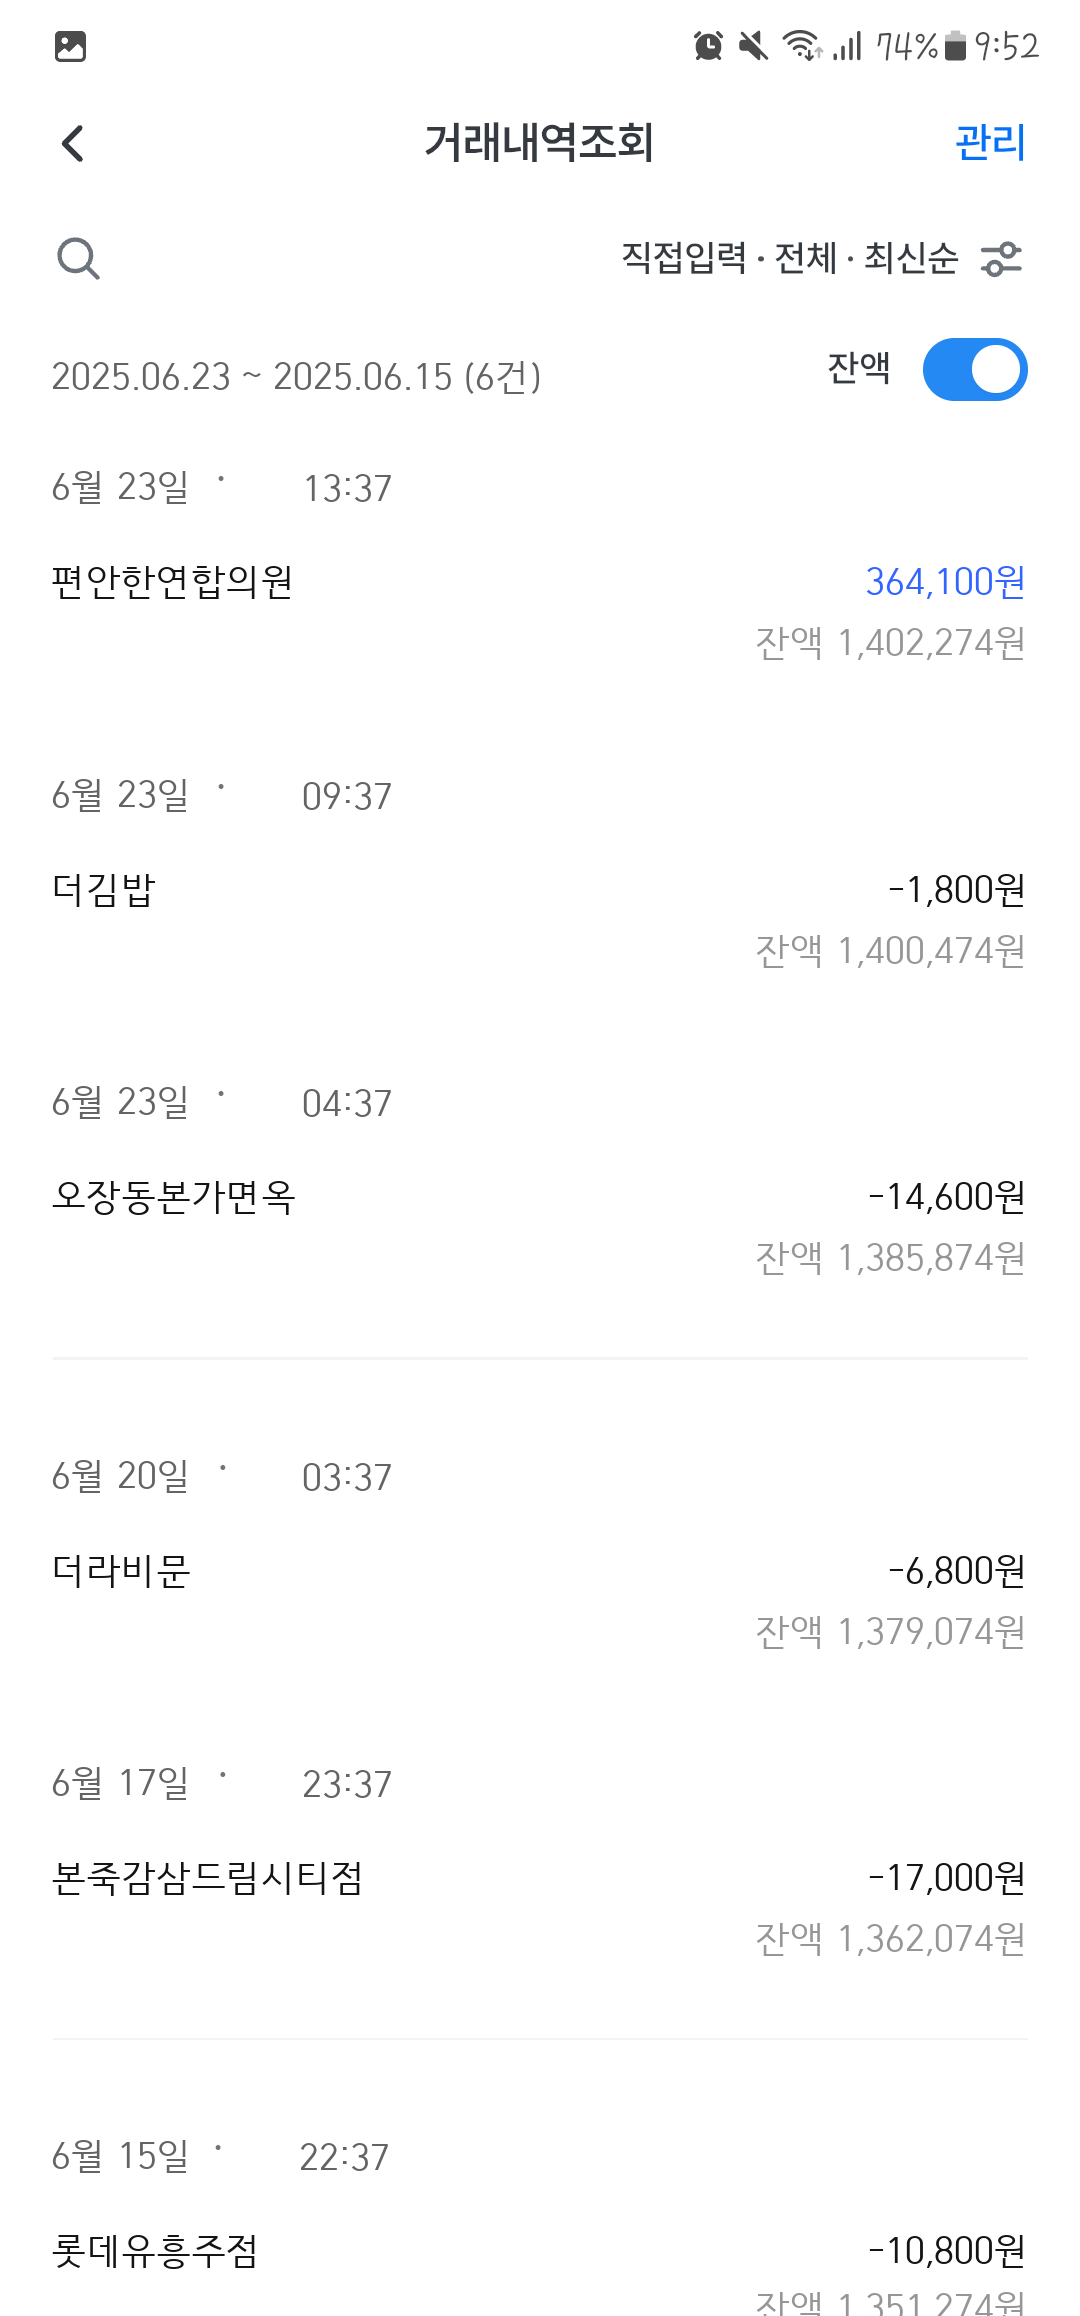 74% 9:52
거래내역조회 관리
직접입력 · 전체 · 최신순
2025.06.23 ~ 2025.06.15 (6건) 잔액
6월 23일 · 13:37
편안한연합의원 364,100원
잔액 1,402,274원
6월 23일 · 09:37
더김밥 -1,800원
잔액 1,400,474원
6월 23일 · 04:37
오장동본가면옥 -14,600원
잔액 1,385,874원
6월 20일 · 03:37
더라비문 -6,800원
잔액 1,379,074원
6월 17일 · 23:37
본죽감삼드림시티점 -17,000원
잔액 1,362,074원
6월 15일 · 22:37
롯데유흥주점 -10,800원
잔액 1,351,274원